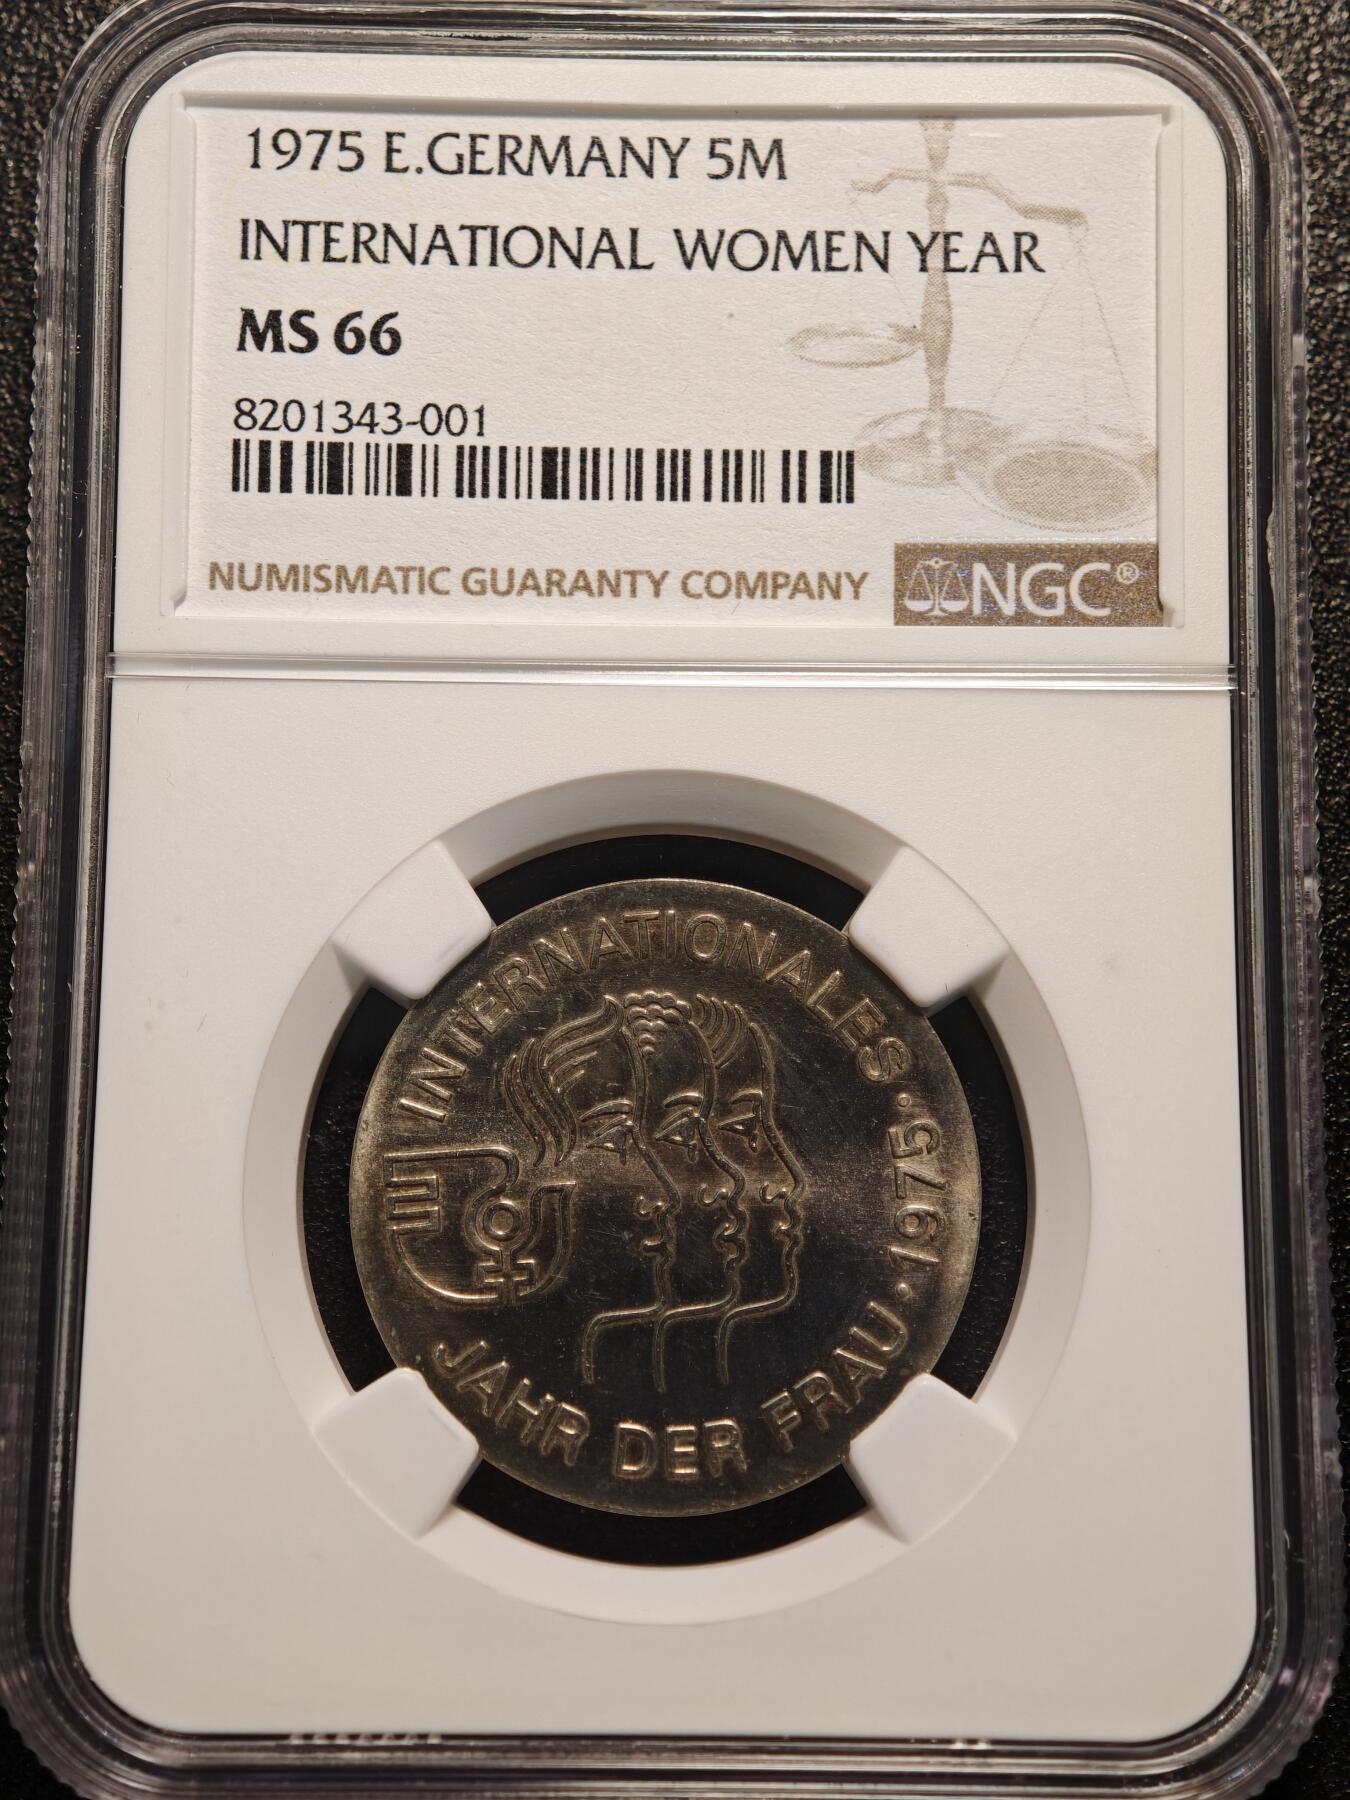 1975 E.GERMANY 5M
INTERNATIONAL WOMEN YEAR
MS 66
8201343-001
NUMISMATIC GUARANTY COMPANY
NGC®
INTERNATIONALES · 1975 ·
JAHR DER FRAU